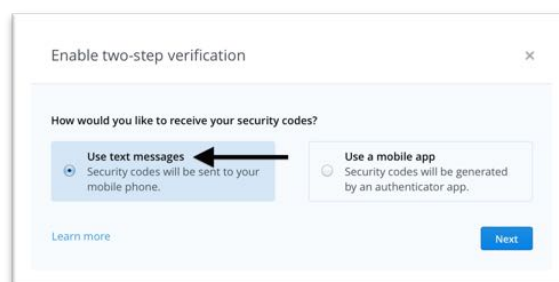 Enable two-step verification
×
How would you like to receive your security codes?
Use text messages
Security codes will be sent to your
mobile phone.
Use a mobile app
Security codes will be generated
by an authenticator app.
Learn more
Next